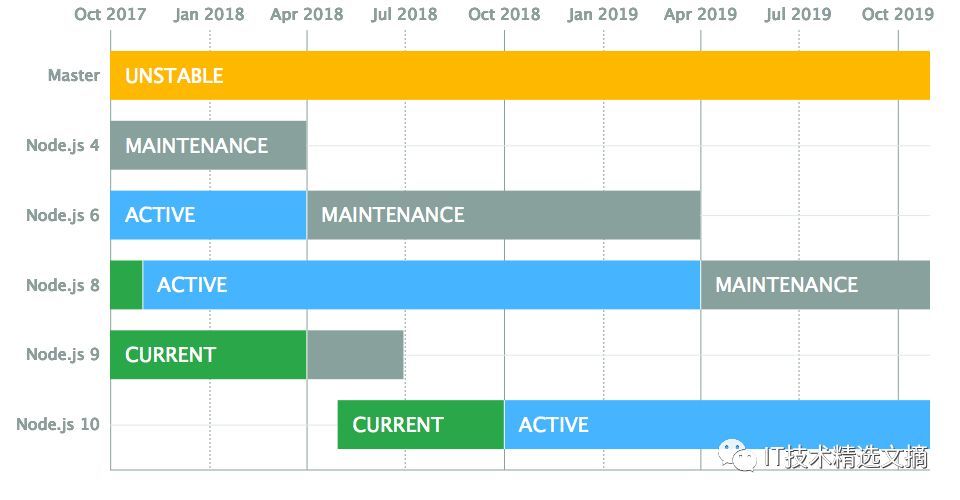 Oct 2017 Jan 2018 Apr 2018 Jul 2018 Oct 2018 Jan 2019 Apr 2019 Jul 2019 Oct 2019
Master UNSTABLE
Node.js 4 MAINTENANCE
Node.js 6 ACTIVE MAINTENANCE
Node.js 8 ACTIVE MAINTENANCE
Node.js 9 CURRENT
Node.js 10 CURRENT ACTIVE
IT技术精选文摘